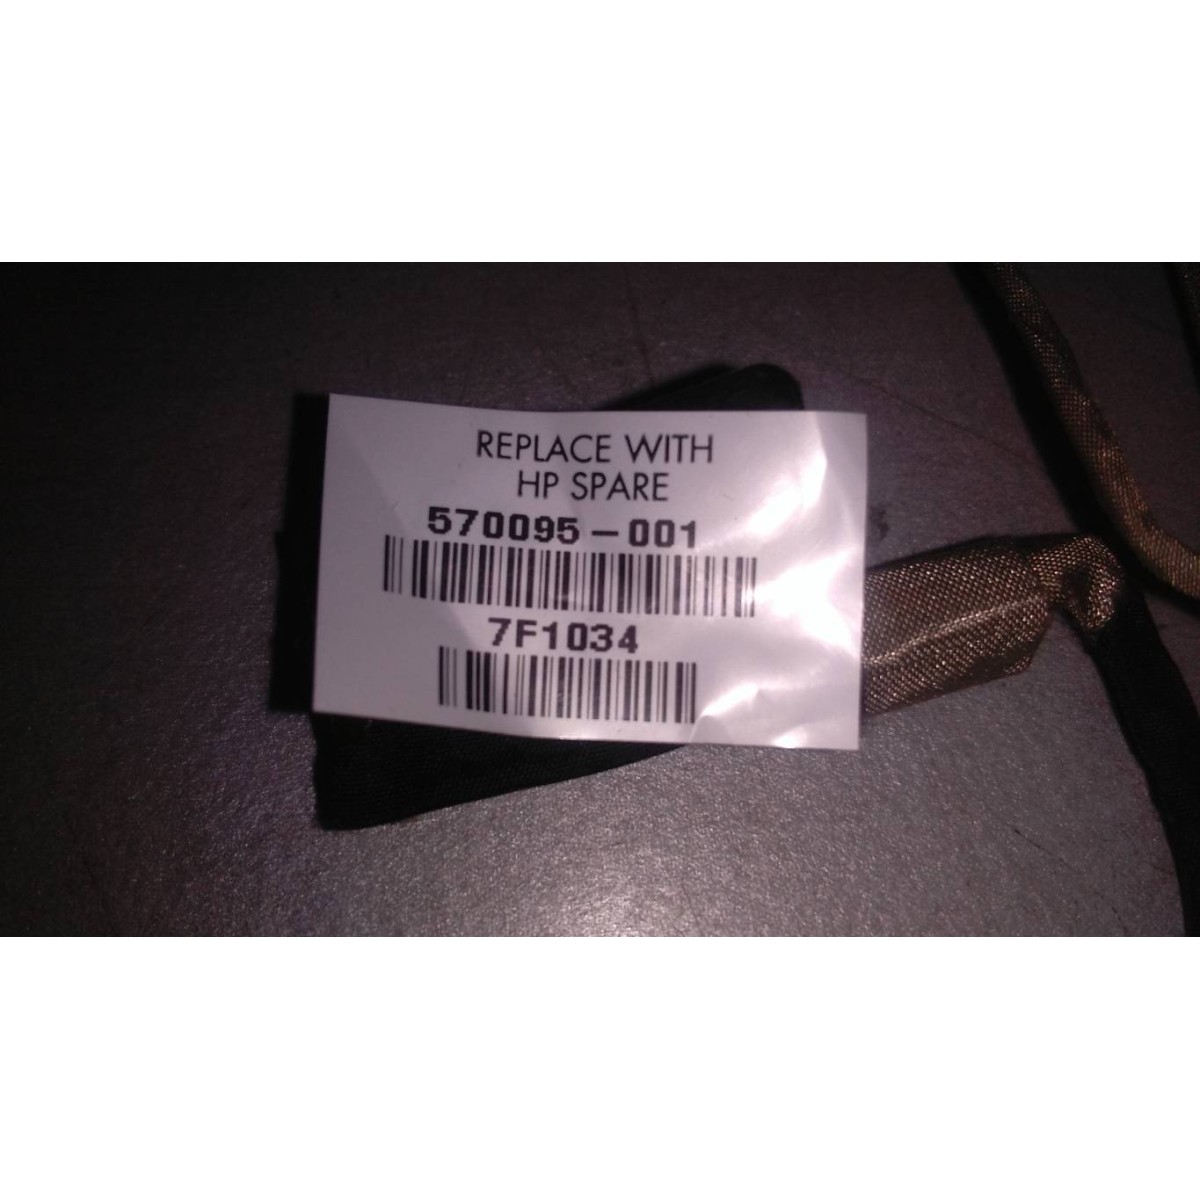 REPLACE WITH
HP SPARE
570095-001
7F1034